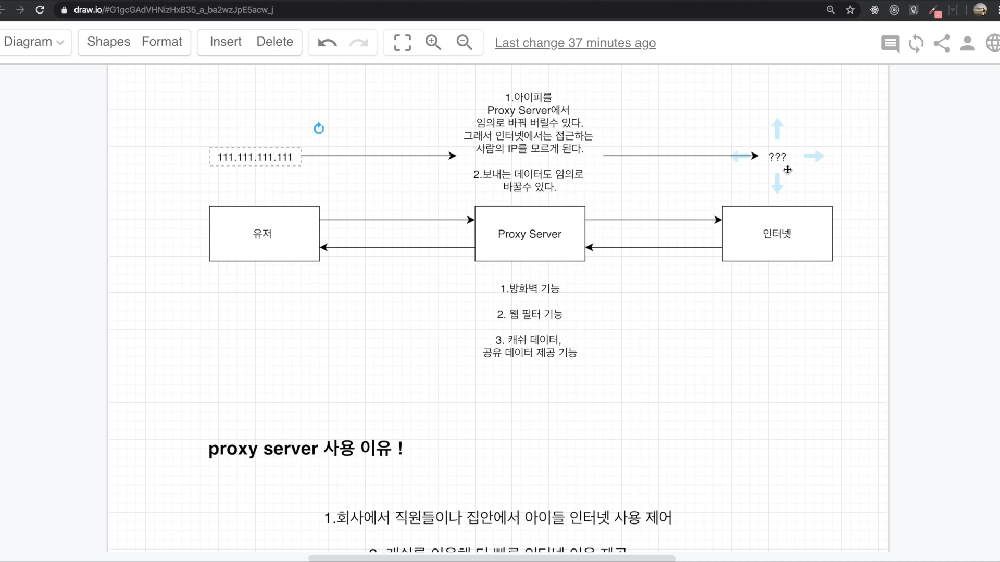 draw.io/#G1gcGAdVHNizHxB35_a_ba2wzJpE5acw_j
Diagram
Shapes Format
Insert Delete
Last change 37 minutes ago
1.아이피를
Proxy Server에서
임의로 바꿔 버릴수 있다.
그래서 인터넷에서는 접근하는
사람의 IP를 모르게 된다.
111.111.111.111
???
2.보내는 데이터도 임의로
바꿀수 있다.
유저
Proxy Server
인터넷
1.방화벽 기능
2. 웹 필터 기능
3. 캐쉬 데이터,
공유 데이터 제공 기능
proxy server 사용 이유 !
1.회사에서 직원들이나 집안에서 아이들 인터넷 사용 제어